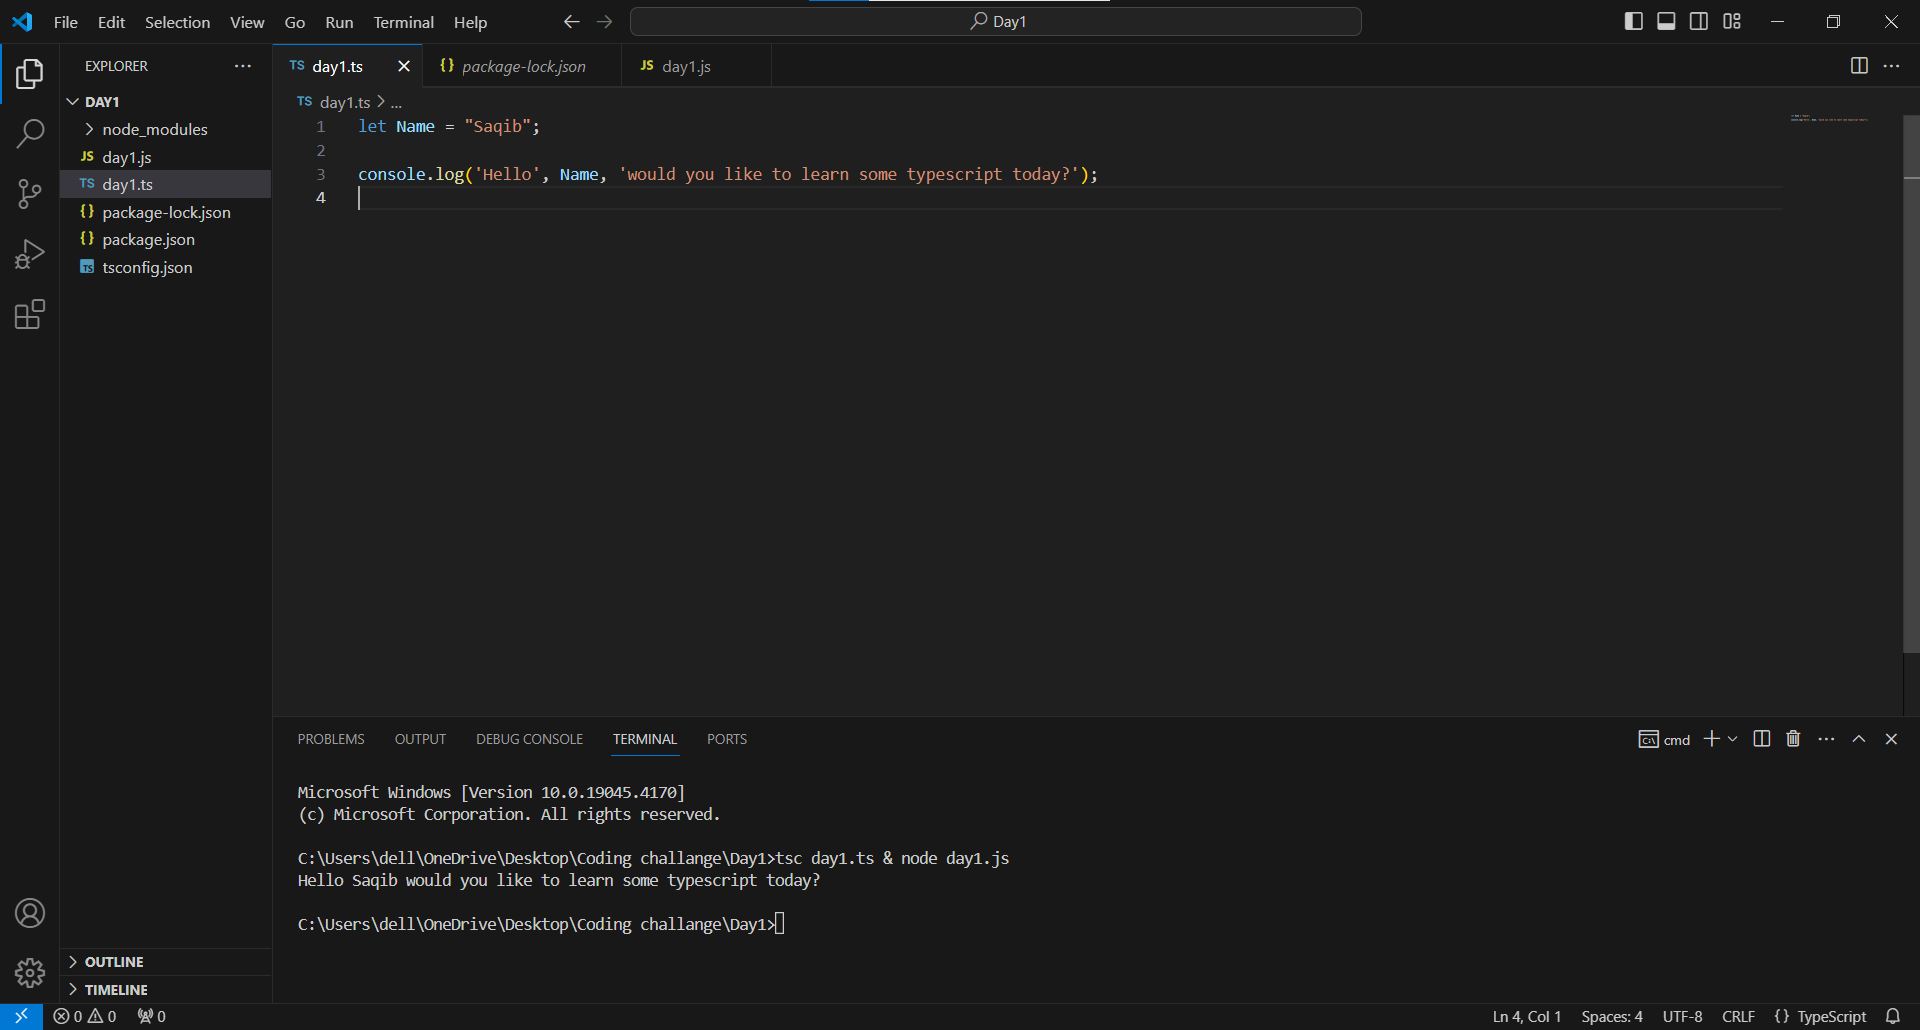 File Edit Selection View Go Run Terminal Help
Day1
EXPLORER
DAY1
node_modules
JS day1.js
TS day1.ts
{} package-lock.json
{} package.json
TS tsconfig.json
OUTLINE
TIMELINE
TS day1.ts {} package-lock.json JS day1.js
TS day1.ts > ...
1 let Name = "Saqib";
2
3 console.log('Hello', Name, 'would you like to learn some typescript today?');
4
PROBLEMS OUTPUT DEBUG CONSOLE TERMINAL PORTS
cmd
Microsoft Windows [Version 10.0.19045.4170]
(c) Microsoft Corporation. All rights reserved.
C:\Users\dell\OneDrive\Desktop\Coding challange\Day1>tsc day1.ts & node day1.js
Hello Saqib would you like to learn some typescript today?
C:\Users\dell\OneDrive\Desktop\Coding challange\Day1>
0 0 0 Ln 4, Col 1 Spaces: 4 UTF-8 CRLF {} TypeScript